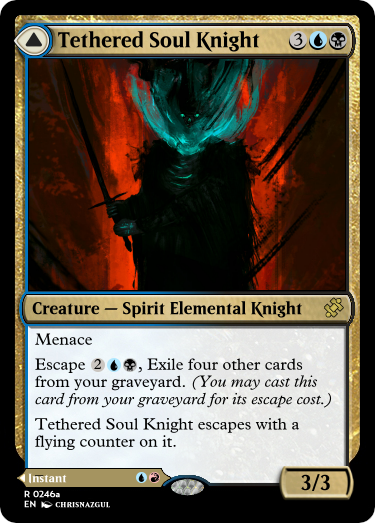 Tethered Soul Knight 3
Creature — Spirit Elemental Knight
Menace
Escape 2, Exile four other cards
from your graveyard. (You may cast this
card from your graveyard for its escape cost.)
Tethered Soul Knight escapes with a
flying counter on it.
Instant
3/3
R 0246a
EN CHRISNAZGUL